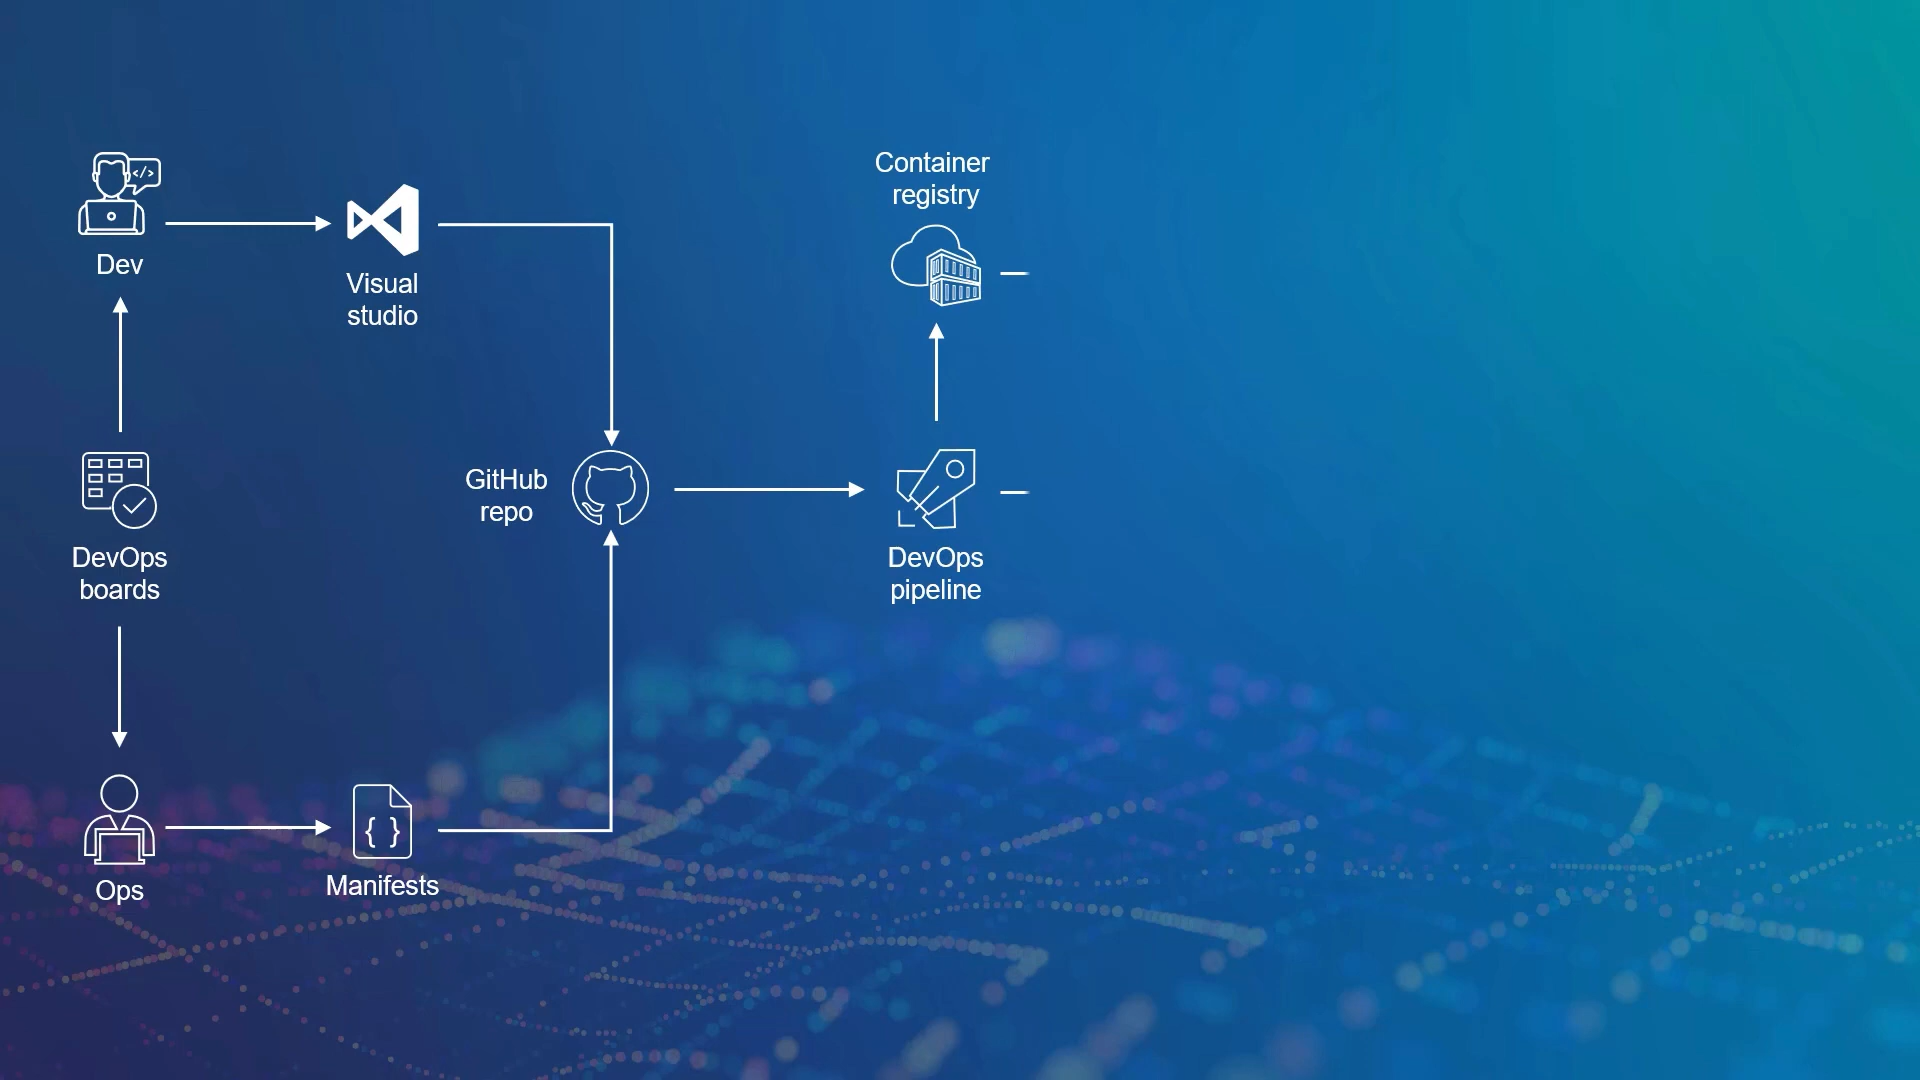 Container
registry
</>
Dev
Visual
studio
GitHub
repo
DevOps
boards
DevOps
pipeline
{ }
Ops
Manifests